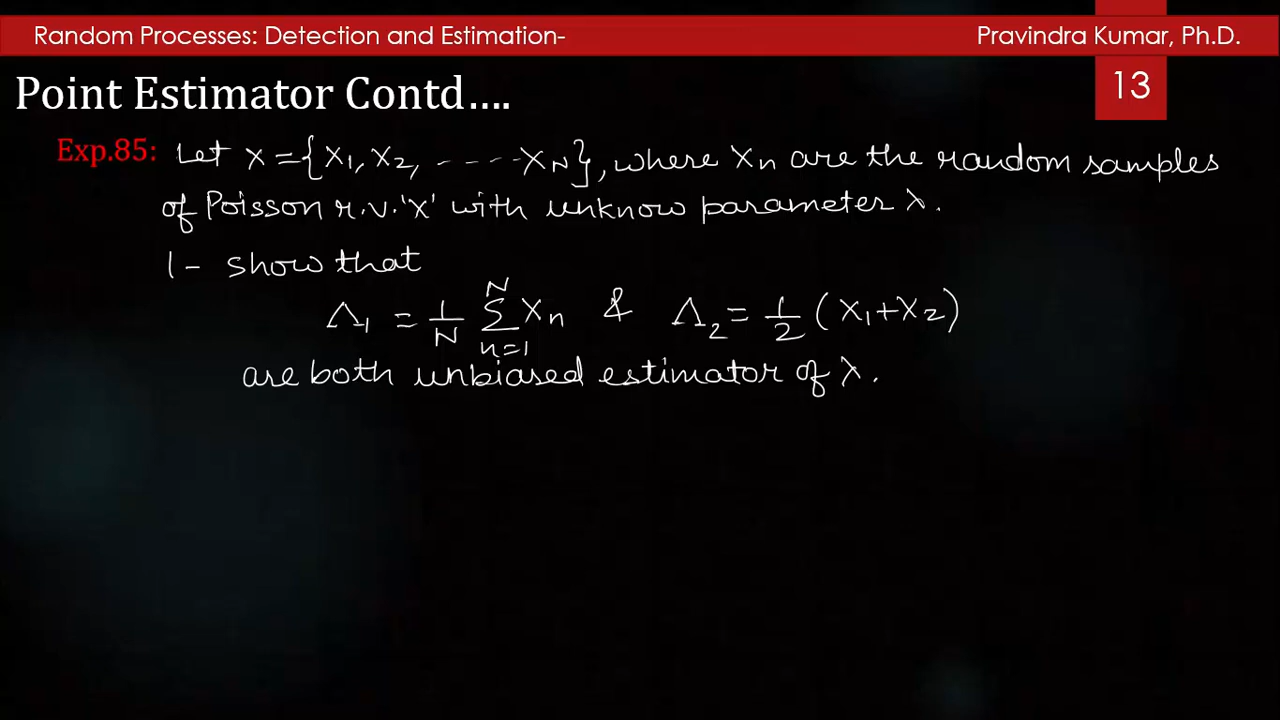 Random Processes: Detection and Estimation- Pravindra Kumar, Ph.D.
Point Estimator Contd.... 13
Exp.85: Let X = {X1, X2, ----- XN}, where Xn are the random samples
of Poisson r.v. 'X' with unknow parameter λ.
1- show that
Λ1 = 1/N Σ_{n=1}^{N} Xn & Λ2 = 1/2 (X1+X2)
are both unbiased estimator of λ.